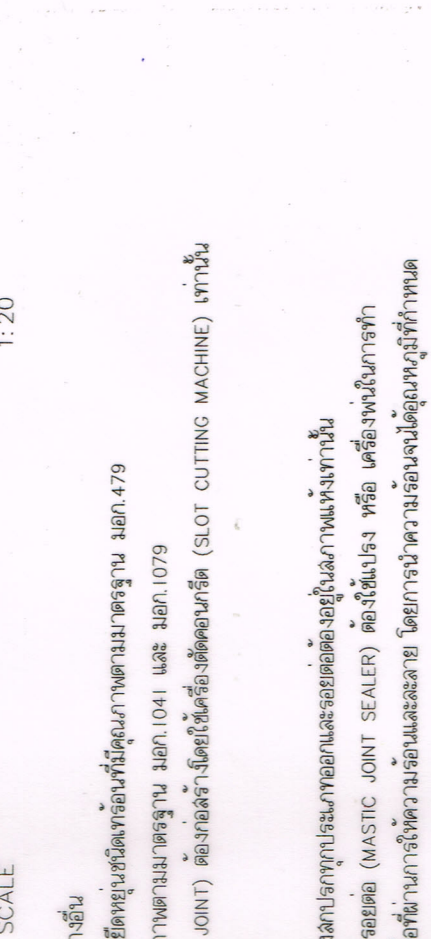 SCALE 1:20
างอื่น
ยืดหยุ่นชนิดเทร้อนที่มีคุณภาพตามมาตรฐาน มอก.479
าพตามมาตรฐาน มอก.1041 และ มอก.1079
JOINT) ต้องก่อสร้างโดยใช้เครื่องตัดคอนกรีต (SLOT CUTTING MACHINE) เท่านั้น
งสกปรกทุกประเภทออกและรอยต่อต้องอยู่ในสภาพแห้งเท่านั้น
รอยต่อ (MASTIC JOINT SEALER) ต้องใช้แปรง หรือ เครื่องพ่นในการทำ
อที่ผ่านการให้ความร้อนและละลาย โดยการนำความร้อนจนได้อุณหภูมิที่กำหนด